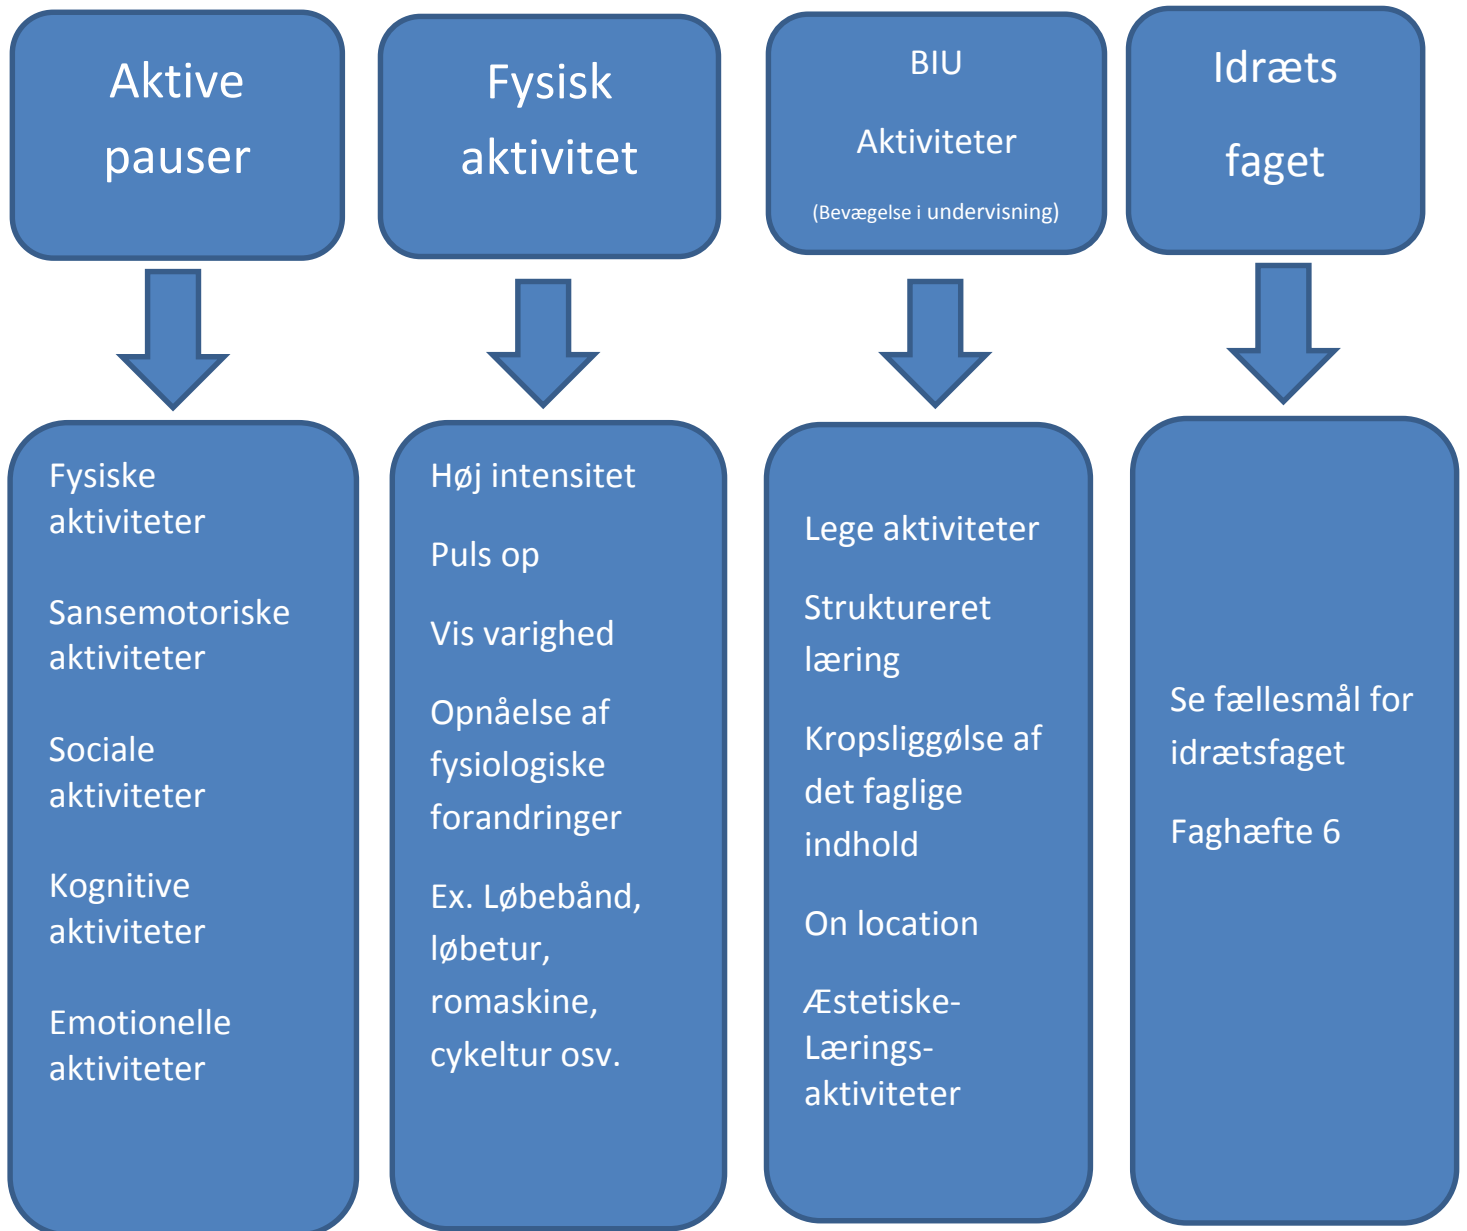 Aktive
pauser
Fysisk
aktivitet
BIU
Aktiviteter
(Bevægelse i undervisning)
Idræts
faget
Fysiske
aktiviteter
Sansemotoriske
aktiviteter
Sociale
aktiviteter
Kognitive
aktiviteter
Emotionelle
aktiviteter
Høj intensitet
Puls op
Vis varighed
Opnåelse af
fysiologiske
forandringer
Ex. Løbebånd,
løbetur,
romaskine,
cykeltur osv.
Lege aktiviteter
Struktureret
læring
Kropsliggølse af
det faglige
indhold
On location
Æstetiske-
Lærings-
aktiviteter
Se fællesmål for
idrætsfaget
Faghæfte 6